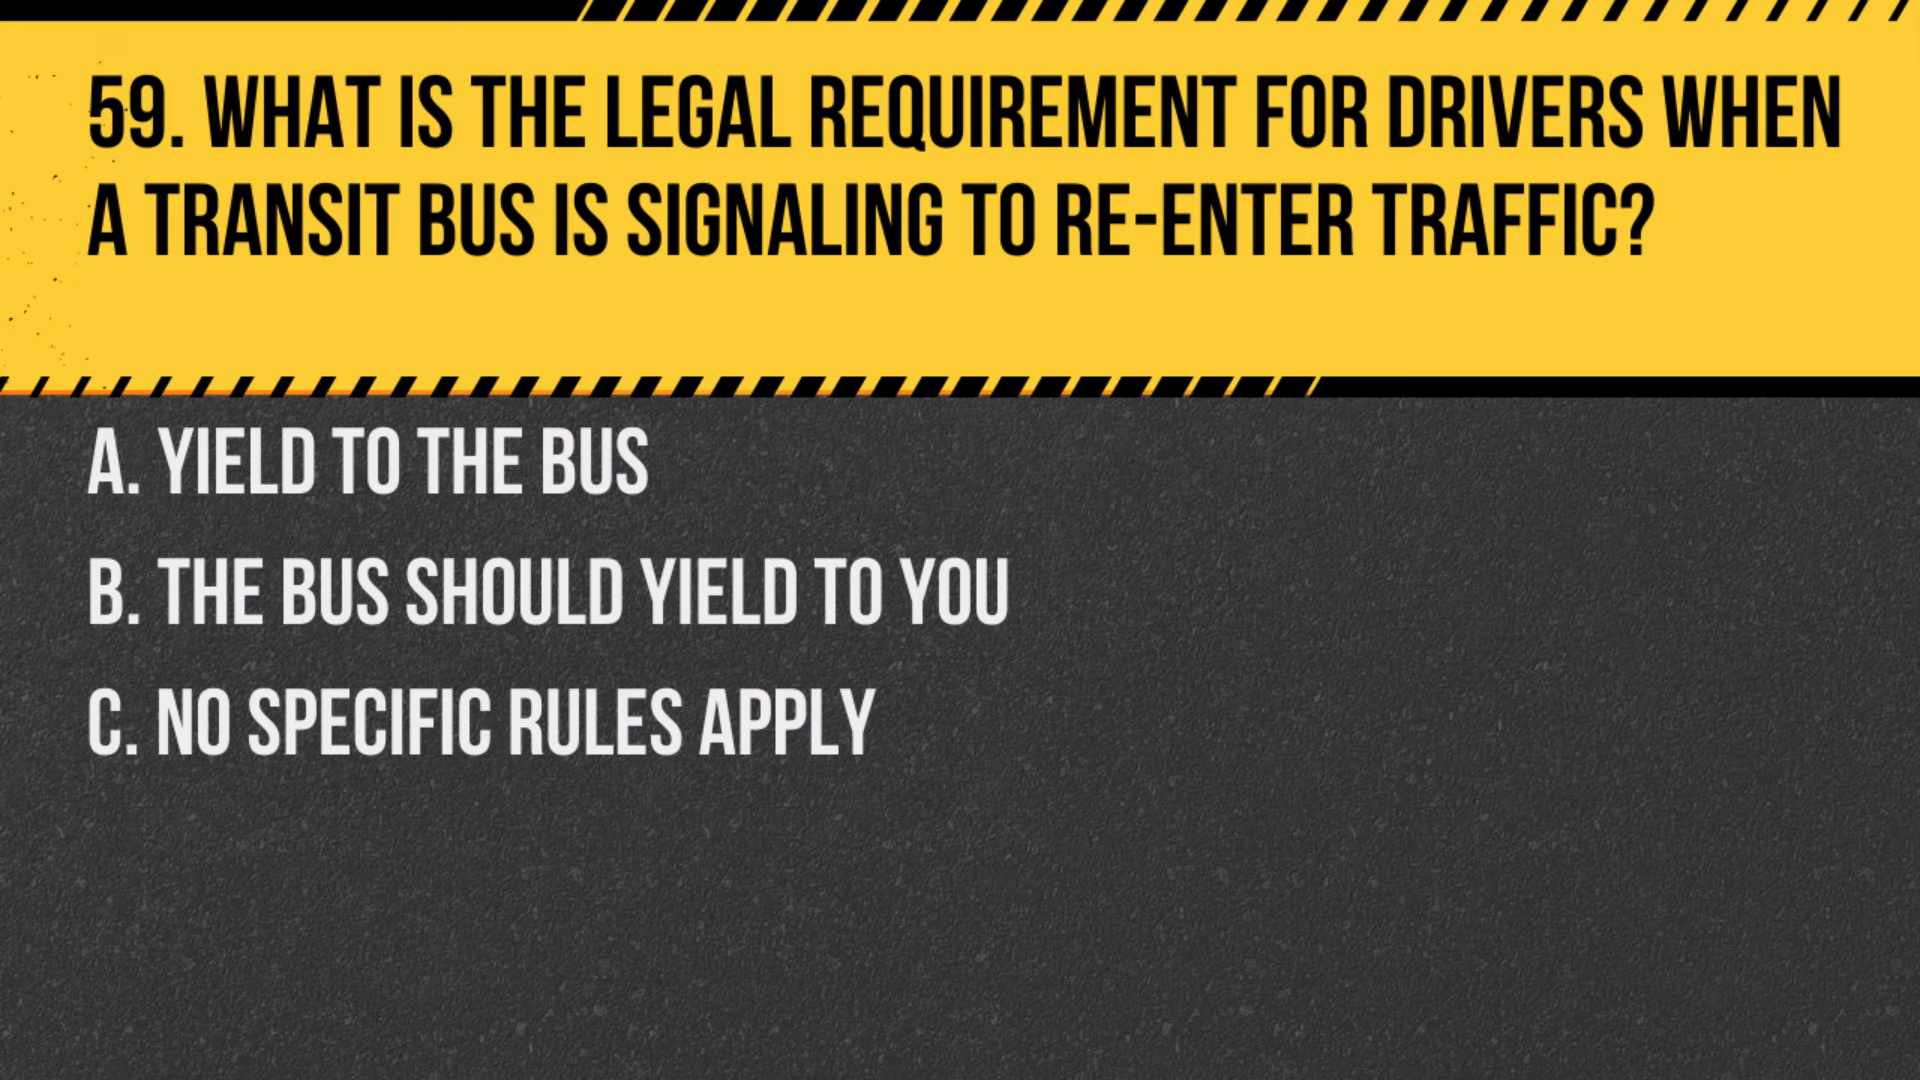 59. WHAT IS THE LEGAL REQUIREMENT FOR DRIVERS WHEN
A TRANSIT BUS IS SIGNALING TO RE-ENTER TRAFFIC?
A. YIELD TO THE BUS
B. THE BUS SHOULD YIELD TO YOU
C. NO SPECIFIC RULES APPLY